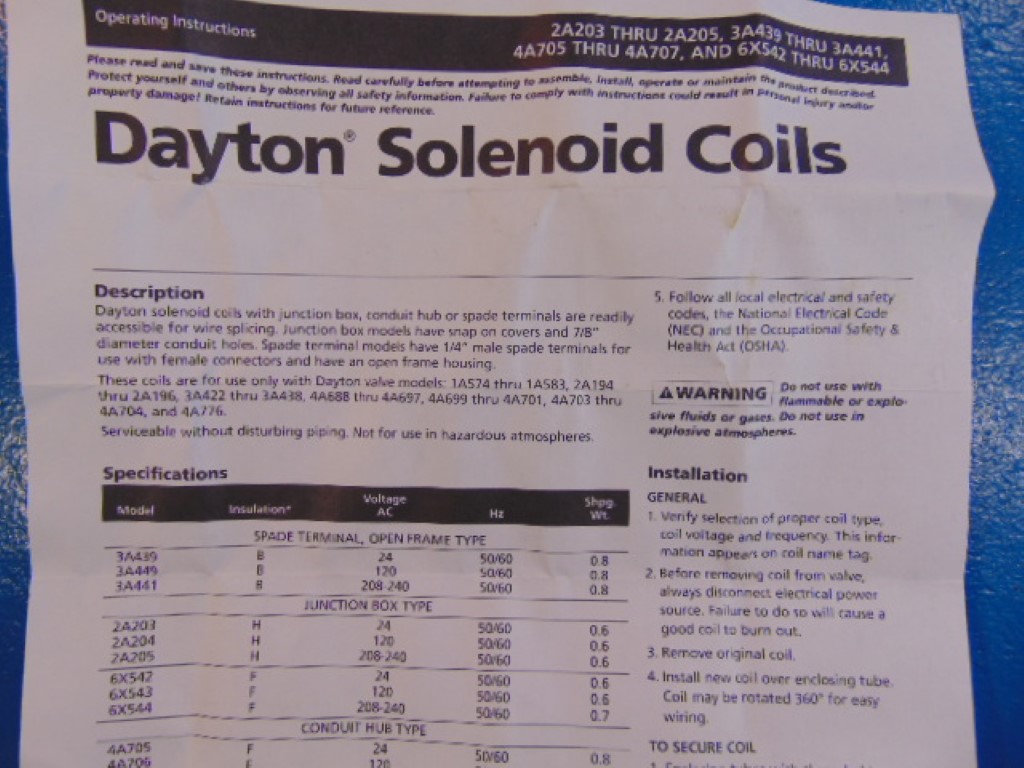 Operating Instructions
2A203 THRU 2A205, 3A439 THRU 3A441,
4A705 THRU 4A707, AND 6X542 THRU 6X544
Please read and save these instructions. Read carefully before attempting to assemble, install, operate or maintain the product described.
Protect yourself and others by observing all safety information. Failure to comply with instructions could result in personal injury and/or
property damage! Retain instructions for future reference.
Dayton® Solenoid Coils
Description
Dayton solenoid coils with junction box, conduit hub or spade terminals are readily
accessible for wire splicing. Junction box models have snap on covers and 7/8"
diameter conduit holes. Spade terminal models have 1/4" male spade terminals for
use with female connectors and have an open frame housing.
These coils are for use only with Dayton valve models: 1A574 thru 1A583, 2A194
thru 2A196, 3A422 thru 3A438, 4A688 thru 4A697, 4A699 thru 4A701, 4A703 thru
4A704, and 4A776.
Serviceable without disturbing piping. Not for use in hazardous atmospheres.
Specifications
Model Insulation* Voltage AC Hz Shpg. Wt.
SPADE TERMINAL, OPEN FRAME TYPE
3A439 B 24 50/60 0.8
3A449 B 120 50/60 0.8
3A441 B 208-240 50/60 0.8
JUNCTION BOX TYPE
2A203 H 24 50/60 0.6
2A204 H 120 50/60 0.6
2A205 H 208-240 50/60 0.6
6X542 F 24 50/60 0.6
6X543 F 120 50/60 0.6
6X544 F 208-240 50/60 0.7
CONDUIT HUB TYPE
4A705 F 24 50/60 0.8
4A706 F 120
5. Follow all local electrical and safety
codes, the National Electrical Code
(NEC) and the Occupational Safety &
Health Act (OSHA).
⚠WARNING Do not use with
flammable or explo-
sive fluids or gases. Do not use in
explosive atmospheres.
Installation
GENERAL
1. Verify selection of proper coil type,
coil voltage and frequency. This infor-
mation appears on coil name tag.
2. Before removing coil from valve,
always disconnect electrical power
source. Failure to do so will cause a
good coil to burn out.
3. Remove original coil.
4. Install new coil over enclosing tube.
Coil may be rotated 360° for easy
wiring.
TO SECURE COIL